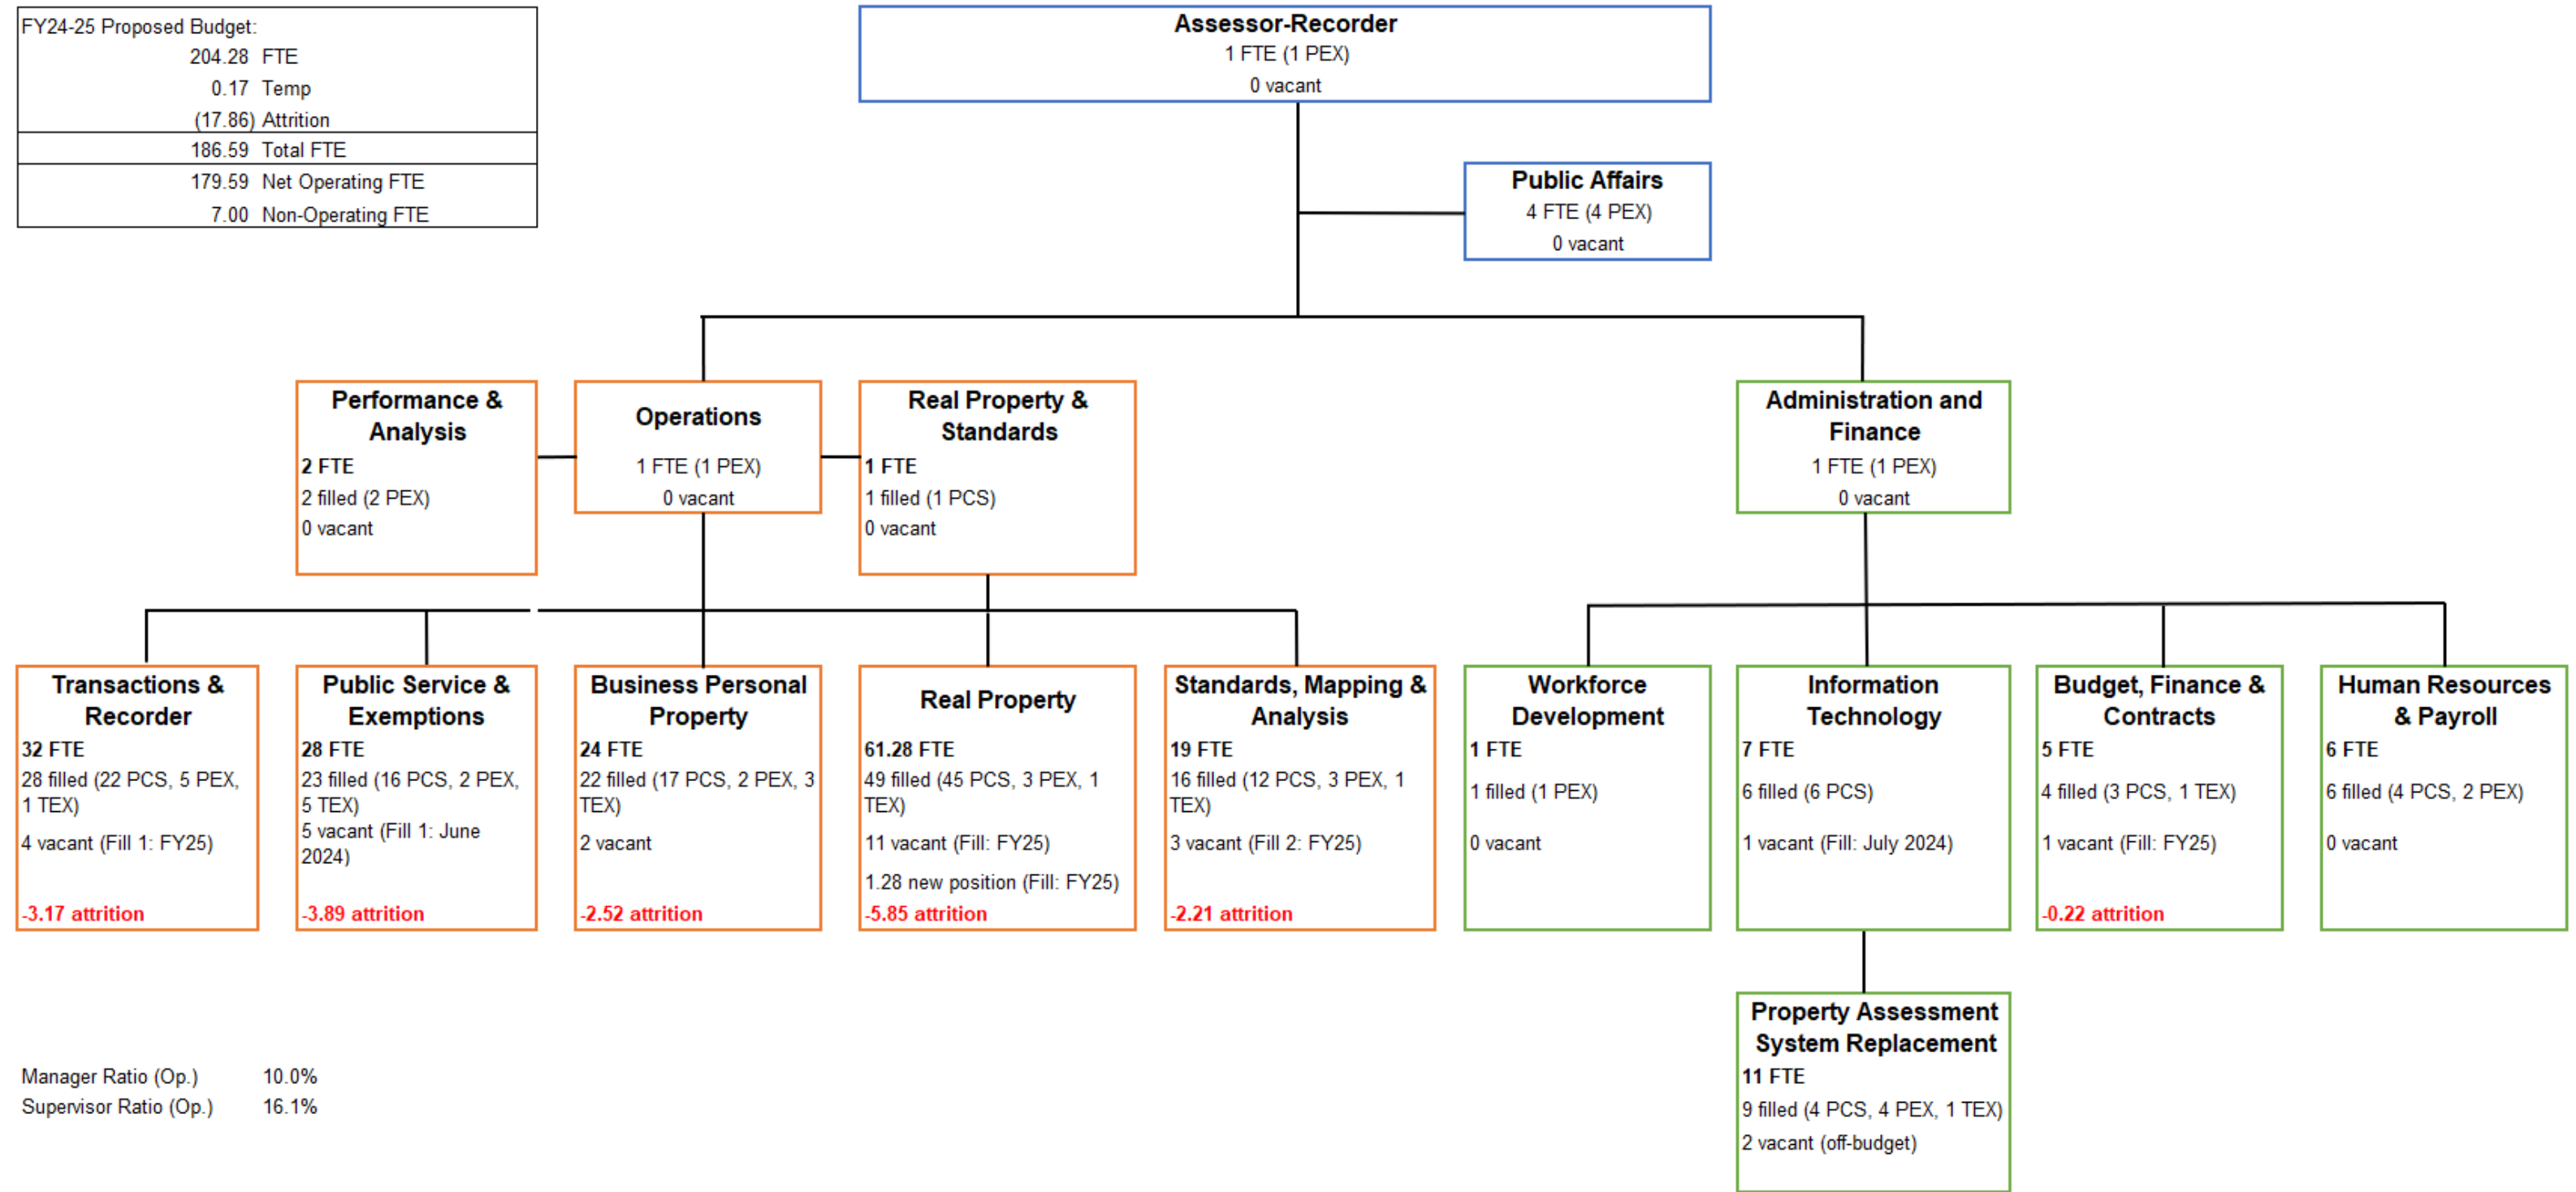 FY24-25 Proposed Budget:
204.28 FTE
0.17 Temp
(17.86) Attrition
186.59 Total FTE
179.59 Net Operating FTE
7.00 Non-Operating FTE
Assessor-Recorder
1 FTE (1 PEX)
0 vacant
Public Affairs
4 FTE (4 PEX)
0 vacant
Performance &
Analysis
2 FTE
2 filled (2 PEX)
0 vacant
Operations
1 FTE (1 PEX)
0 vacant
Real Property &
Standards
1 FTE
1 filled (1 PCS)
0 vacant
Administration and
Finance
1 FTE (1 PEX)
0 vacant
Transactions &
Recorder
32 FTE
28 filled (22 PCS, 5 PEX,
1 TEX)
4 vacant (Fill 1: FY25)
-3.17 attrition
Public Service &
Exemptions
28 FTE
23 filled (16 PCS, 2 PEX,
5 TEX)
5 vacant (Fill 1: June
2024)
-3.89 attrition
Business Personal
Property
24 FTE
22 filled (17 PCS, 2 PEX, 3
TEX)
2 vacant
-2.52 attrition
Real Property
61.28 FTE
49 filled (45 PCS, 3 PEX, 1
TEX)
11 vacant (Fill: FY25)
1.28 new position (Fill: FY25)
-5.85 attrition
Standards, Mapping &
Analysis
19 FTE
16 filled (12 PCS, 3 PEX, 1
TEX)
3 vacant (Fill 2: FY25)
-2.21 attrition
Workforce
Development
1 FTE
1 filled (1 PEX)
0 vacant
Information
Technology
7 FTE
6 filled (6 PCS)
1 vacant (Fill: July 2024)
Budget, Finance &
Contracts
5 FTE
4 filled (3 PCS, 1 TEX)
1 vacant (Fill: FY25)
-0.22 attrition
Human Resources
& Payroll
6 FTE
6 filled (4 PCS, 2 PEX)
0 vacant
Property Assessment
System Replacement
11 FTE
9 filled (4 PCS, 4 PEX, 1 TEX)
2 vacant (off-budget)
Manager Ratio (Op.) 10.0%
Supervisor Ratio (Op.) 16.1%